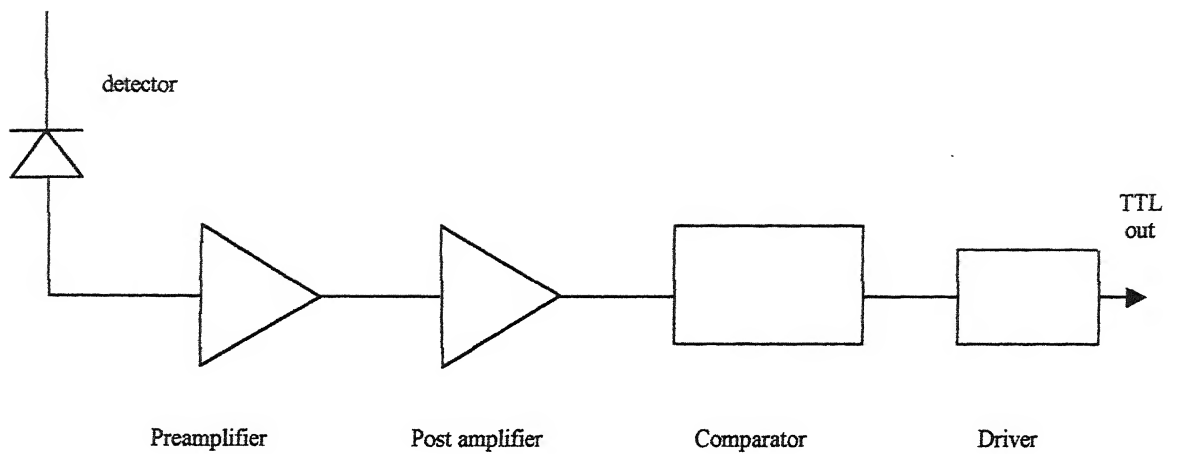 detector
TTL
out
Preamplifier
Post amplifier
Comparator
Driver